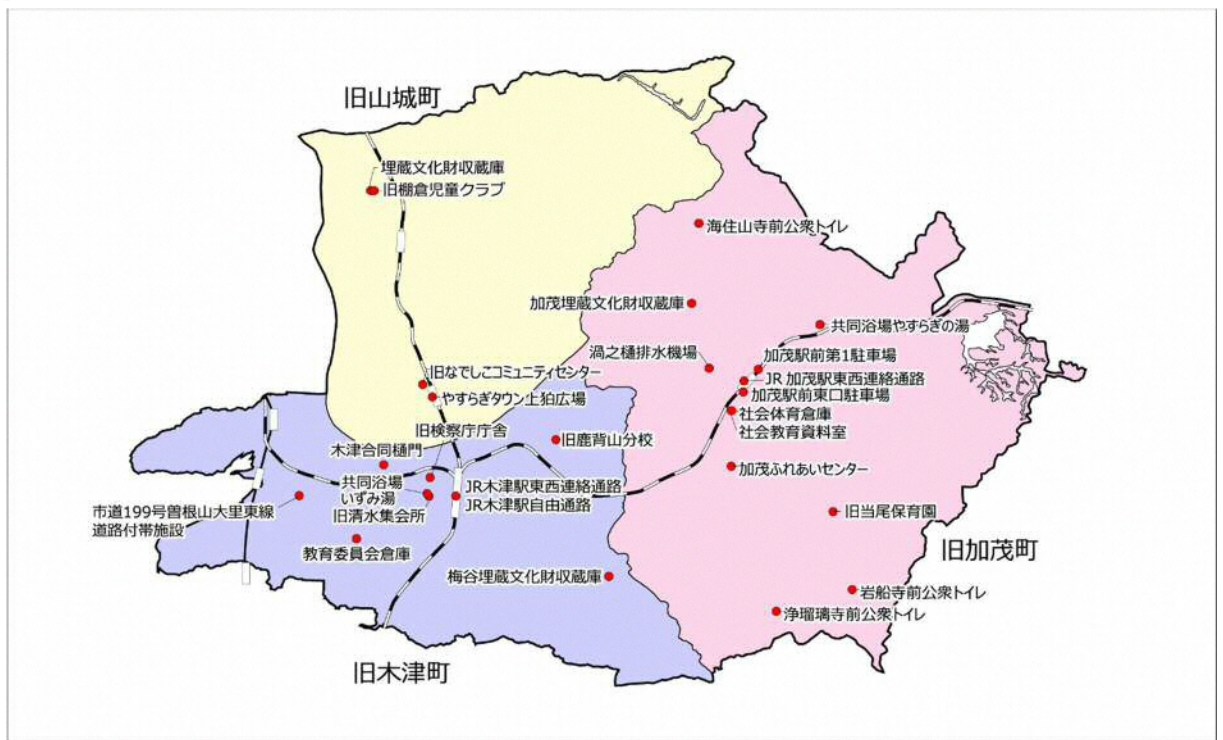 旧山城町
埋蔵文化財収蔵庫
旧棚倉児童クラブ
海住山寺前公衆トイレ
加茂埋蔵文化財収蔵庫
共同浴場やすらぎの湯
渦之樋排水機場
加茂駅前第1駐車場
JR 加茂駅東西連絡通路
加茂駅前東口駐車場
旧なでしこコミュニティセンター
やすらぎタウン上狛広場
社会体育倉庫
社会教育資料室
旧検察庁庁舎
旧鹿背山分校
木津合同樋門
加茂ふれあいセンター
共同浴場
いずみ湯
旧清水集会所
JR木津駅東西連絡通路
JR木津駅自由通路
市道199号曽根山大里東線
道路付帯施設
旧当尾保育園
教育委員会倉庫
旧加茂町
梅谷埋蔵文化財収蔵庫
岩船寺前公衆トイレ
浄瑠璃寺前公衆トイレ
旧木津町